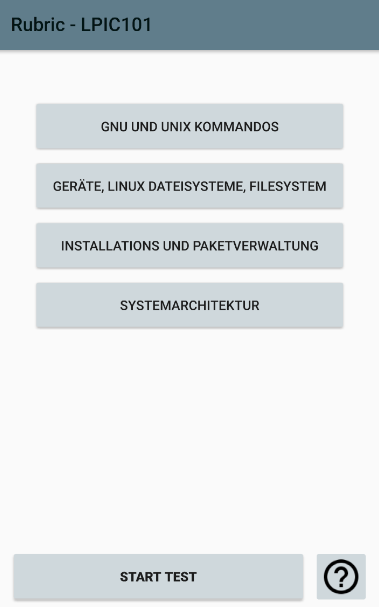 Rubric - LPIC101
GNU UND UNIX KOMMANDOS
GERÄTE, LINUX DATEISYSTEME, FILESYSTEM
INSTALLATIONS UND PAKETVERWALTUNG
SYSTEMARCHITEKTUR
START TEST
?